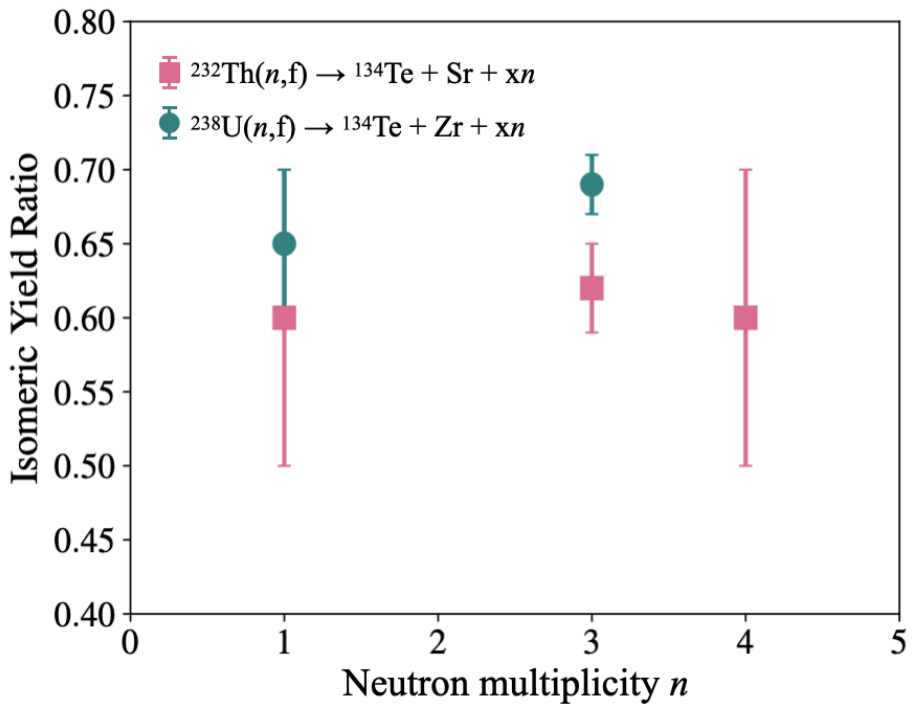 0.80
0.75
0.70
0.65
0.60
0.55
0.50
0.45
0.40
Isomeric Yield Ratio
²³²Th(n,f) → ¹³⁴Te + Sr + xn
²³⁸U(n,f) → ¹³⁴Te + Zr + xn
0 1 2 3 4 5
Neutron multiplicity n